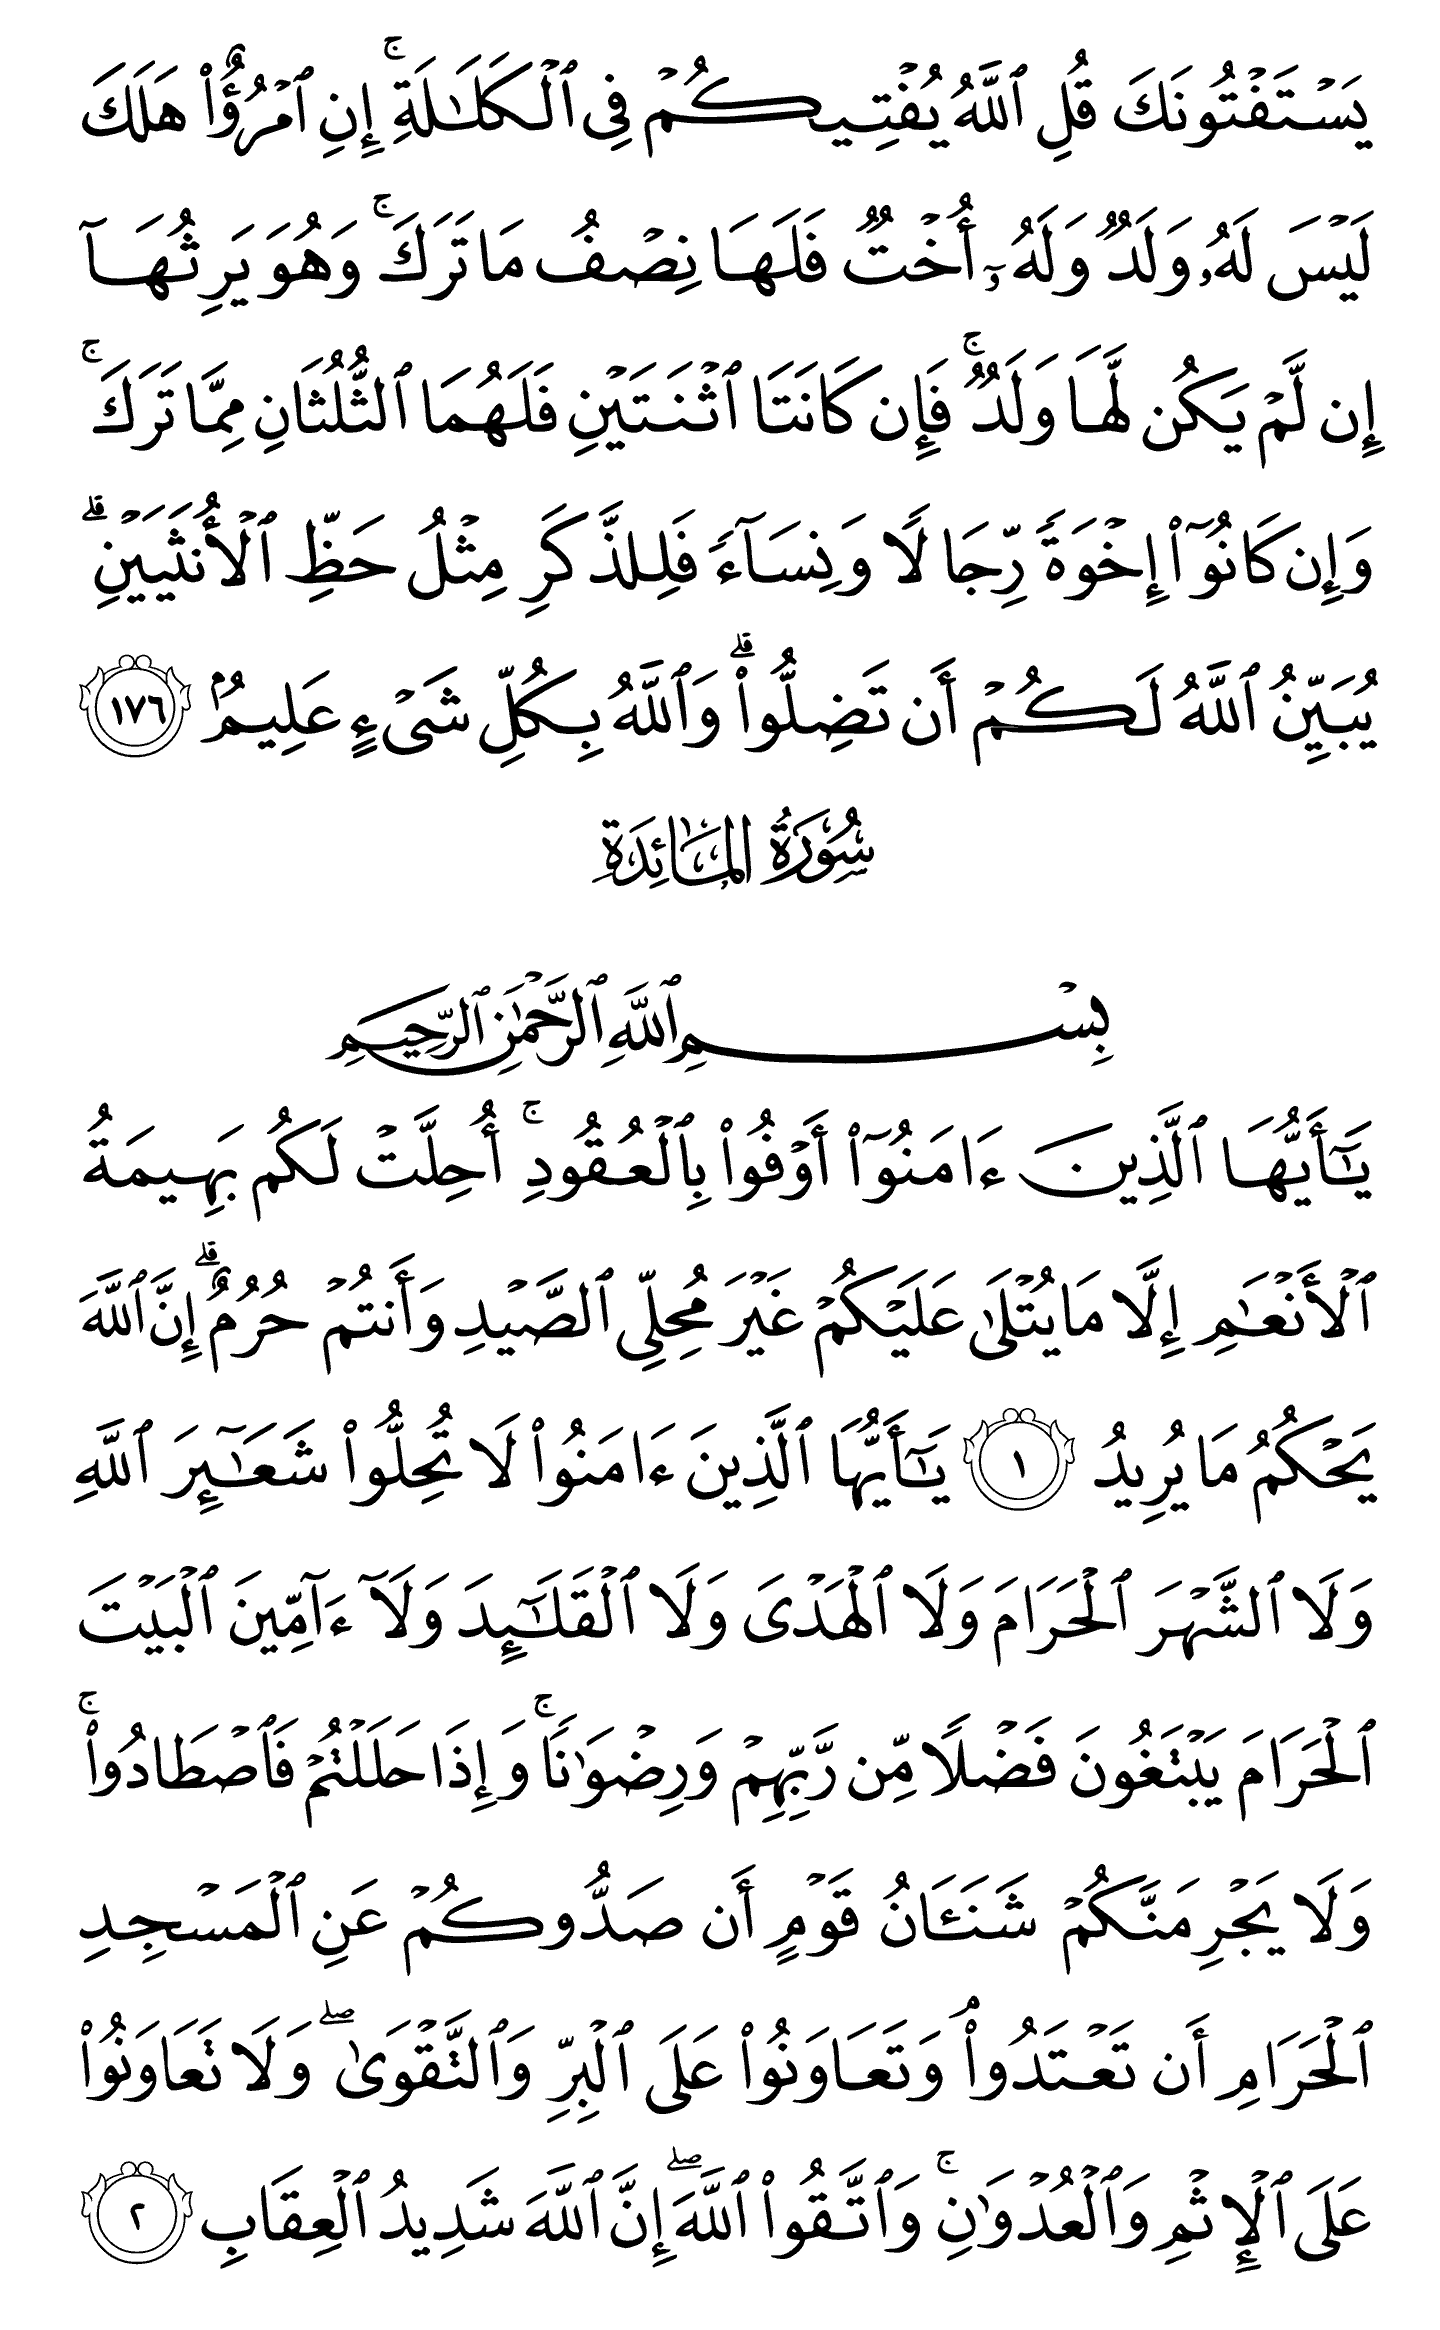 يَسْتَفْتُونَكَ قُلِ ٱللَّهُ يُفْتِيكُمْ فِى ٱلْكَلَـٰلَةِ ۚ إِنِ ٱمْرُؤٌا۟ هَلَكَ
لَيْسَ لَهُۥ وَلَدٌ وَلَهُۥٓ أُخْتٌ فَلَهَا نِصْفُ مَا تَرَكَ ۚ وَهُوَ يَرِثُهَآ
إِن لَّمْ يَكُن لَّهَا وَلَدٌ ۚ فَإِن كَانَتَا ٱثْنَتَيْنِ فَلَهُمَا ٱلثُّلُثَانِ مِمَّا تَرَكَ ۚ
وَإِن كَانُوٓا۟ إِخْوَةً رِّجَالًا وَنِسَآءً فَلِلذَّكَرِ مِثْلُ حَظِّ ٱلْأُنثَيَيْنِ ۗ
يُبَيِّنُ ٱللَّهُ لَكُمْ أَن تَضِلُّوا۟ ۗ وَٱللَّهُ بِكُلِّ شَىْءٍ عَلِيمٌۢ ١٧٦
سُورَةُ المَائِدَةِ
بِسْمِ ٱللَّهِ ٱلرَّحْمَـٰنِ ٱلرَّحِيمِ
يَـٰٓأَيُّهَا ٱلَّذِينَ ءَامَنُوٓا۟ أَوْفُوا۟ بِٱلْعُقُودِ ۚ أُحِلَّتْ لَكُم بَهِيمَةُ
ٱلْأَنْعَـٰمِ إِلَّا مَا يُتْلَىٰ عَلَيْكُمْ غَيْرَ مُحِلِّى ٱلصَّيْدِ وَأَنتُمْ حُرُمٌ ۗ إِنَّ ٱللَّهَ
يَحْكُمُ مَا يُرِيدُ ١ يَـٰٓأَيُّهَا ٱلَّذِينَ ءَامَنُوا۟ لَا تُحِلُّوا۟ شَعَـٰٓئِرَ ٱللَّهِ
وَلَا ٱلشَّهْرَ ٱلْحَرَامَ وَلَا ٱلْهَدْىَ وَلَا ٱلْقَلَـٰٓئِدَ وَلَآ ءَآمِّينَ ٱلْبَيْتَ
ٱلْحَرَامَ يَبْتَغُونَ فَضْلًا مِّن رَّبِّهِمْ وَرِضْوَٰنًا ۚ وَإِذَا حَلَلْتُمْ فَٱصْطَادُوا۟ ۚ
وَلَا يَجْرِمَنَّكُمْ شَنَـَٔانُ قَوْمٍ أَن صَدُّوكُمْ عَنِ ٱلْمَسْجِدِ
ٱلْحَرَامِ أَن تَعْتَدُوا۟ ۘ وَتَعَاوَنُوا۟ عَلَى ٱلْبِرِّ وَٱلتَّقْوَىٰ ۖ وَلَا تَعَاوَنُوا۟
عَلَى ٱلْإِثْمِ وَٱلْعُدْوَٰنِ ۚ وَٱتَّقُوا۟ ٱللَّهَ ۖ إِنَّ ٱللَّهَ شَدِيدُ ٱلْعِقَابِ ٢